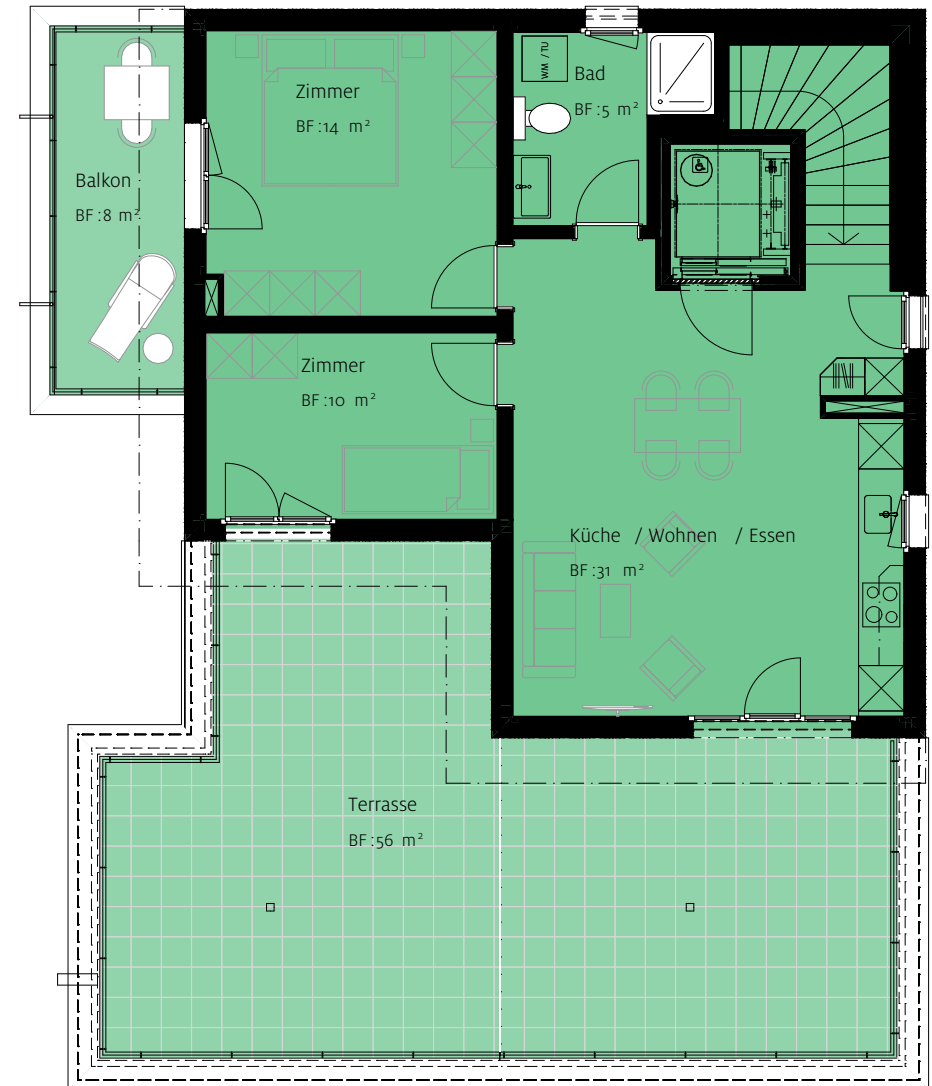 Zimmer
BF:14 m²
WM / TU
Bad
BF:5 m²
Balkon
BF:8 m²
Zimmer
BF:10 m²
Küche / Wohnen / Essen
BF:31 m²
Terrasse
BF:56 m²